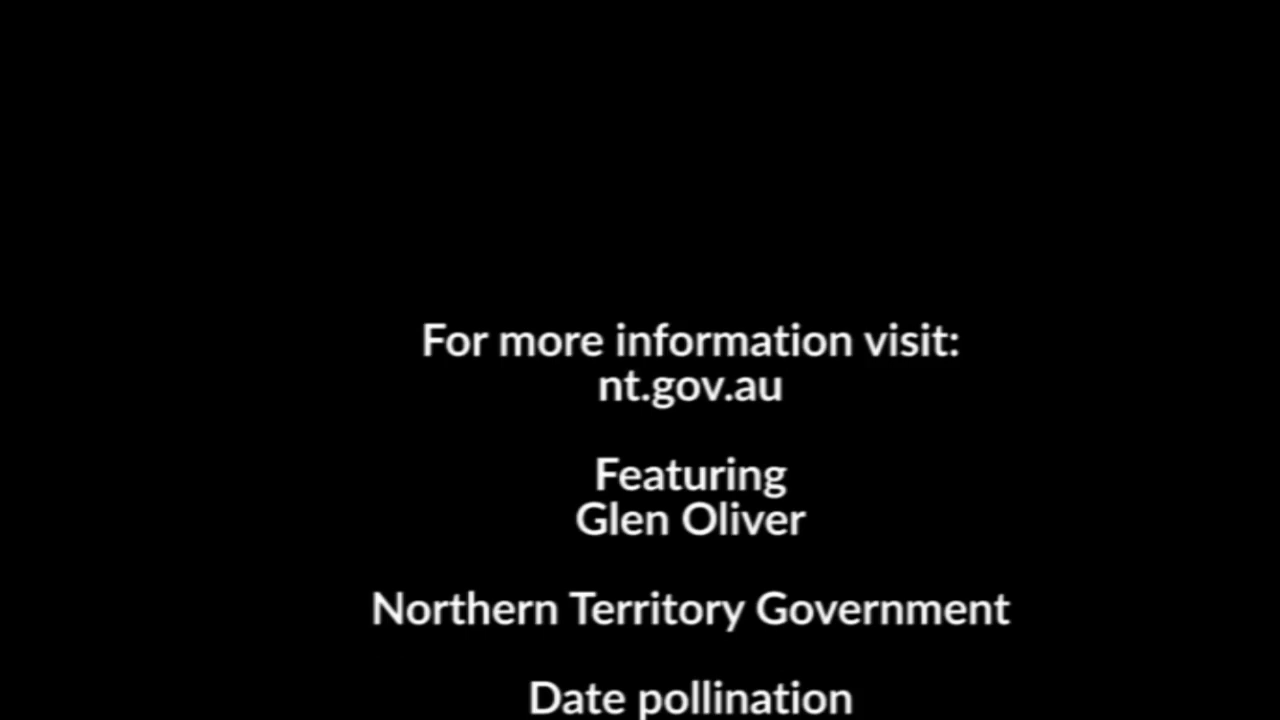 For more information visit:
nt.gov.au
Featuring
Glen Oliver
Northern Territory Government
Date pollination